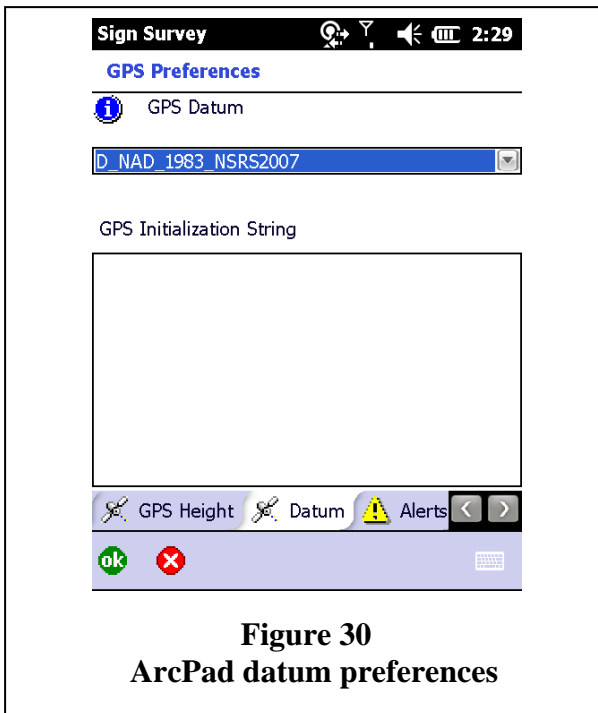 Sign Survey 2:29
GPS Preferences
GPS Datum
D_NAD_1983_NSRS2007
GPS Initialization String
GPS Height Datum Alerts
ok
Figure 30
ArcPad datum preferences